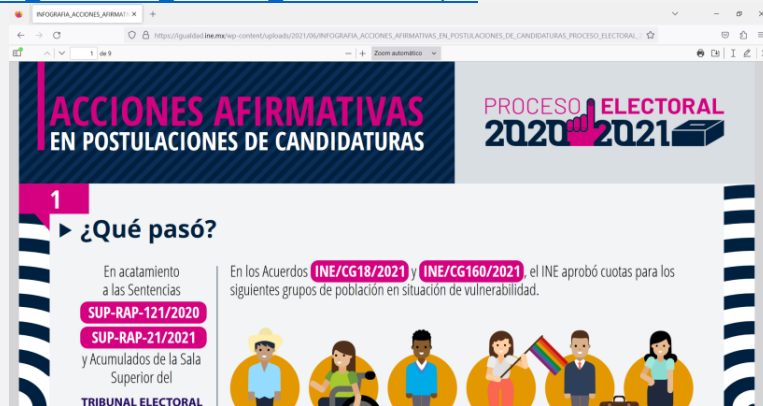 INFOGRAFIA_ACCIONES_AFIRMATI
https://igualdad.ine.mx/wp-content/uploads/2021/06/INFOGRAFIA_ACCIONES_AFIRMATIVAS_EN_POSTULACIONES_DE_CANDIDATURAS_PROCESO_ELECTORAL_
1 de 9
Zoom automático
ACCIONES AFIRMATIVAS
EN POSTULACIONES DE CANDIDATURAS
PROCESO ELECTORAL
2020 2021
1
¿Qué pasó?
En acatamiento
a las Sentencias
SUP-RAP-121/2020
SUP-RAP-21/2021
y Acumulados de la Sala
Superior del
TRIBUNAL ELECTORAL
En los Acuerdos INE/CG18/2021 y INE/CG160/2021, el INE aprobó cuotas para los
siguientes grupos de población en situación de vulnerabilidad.